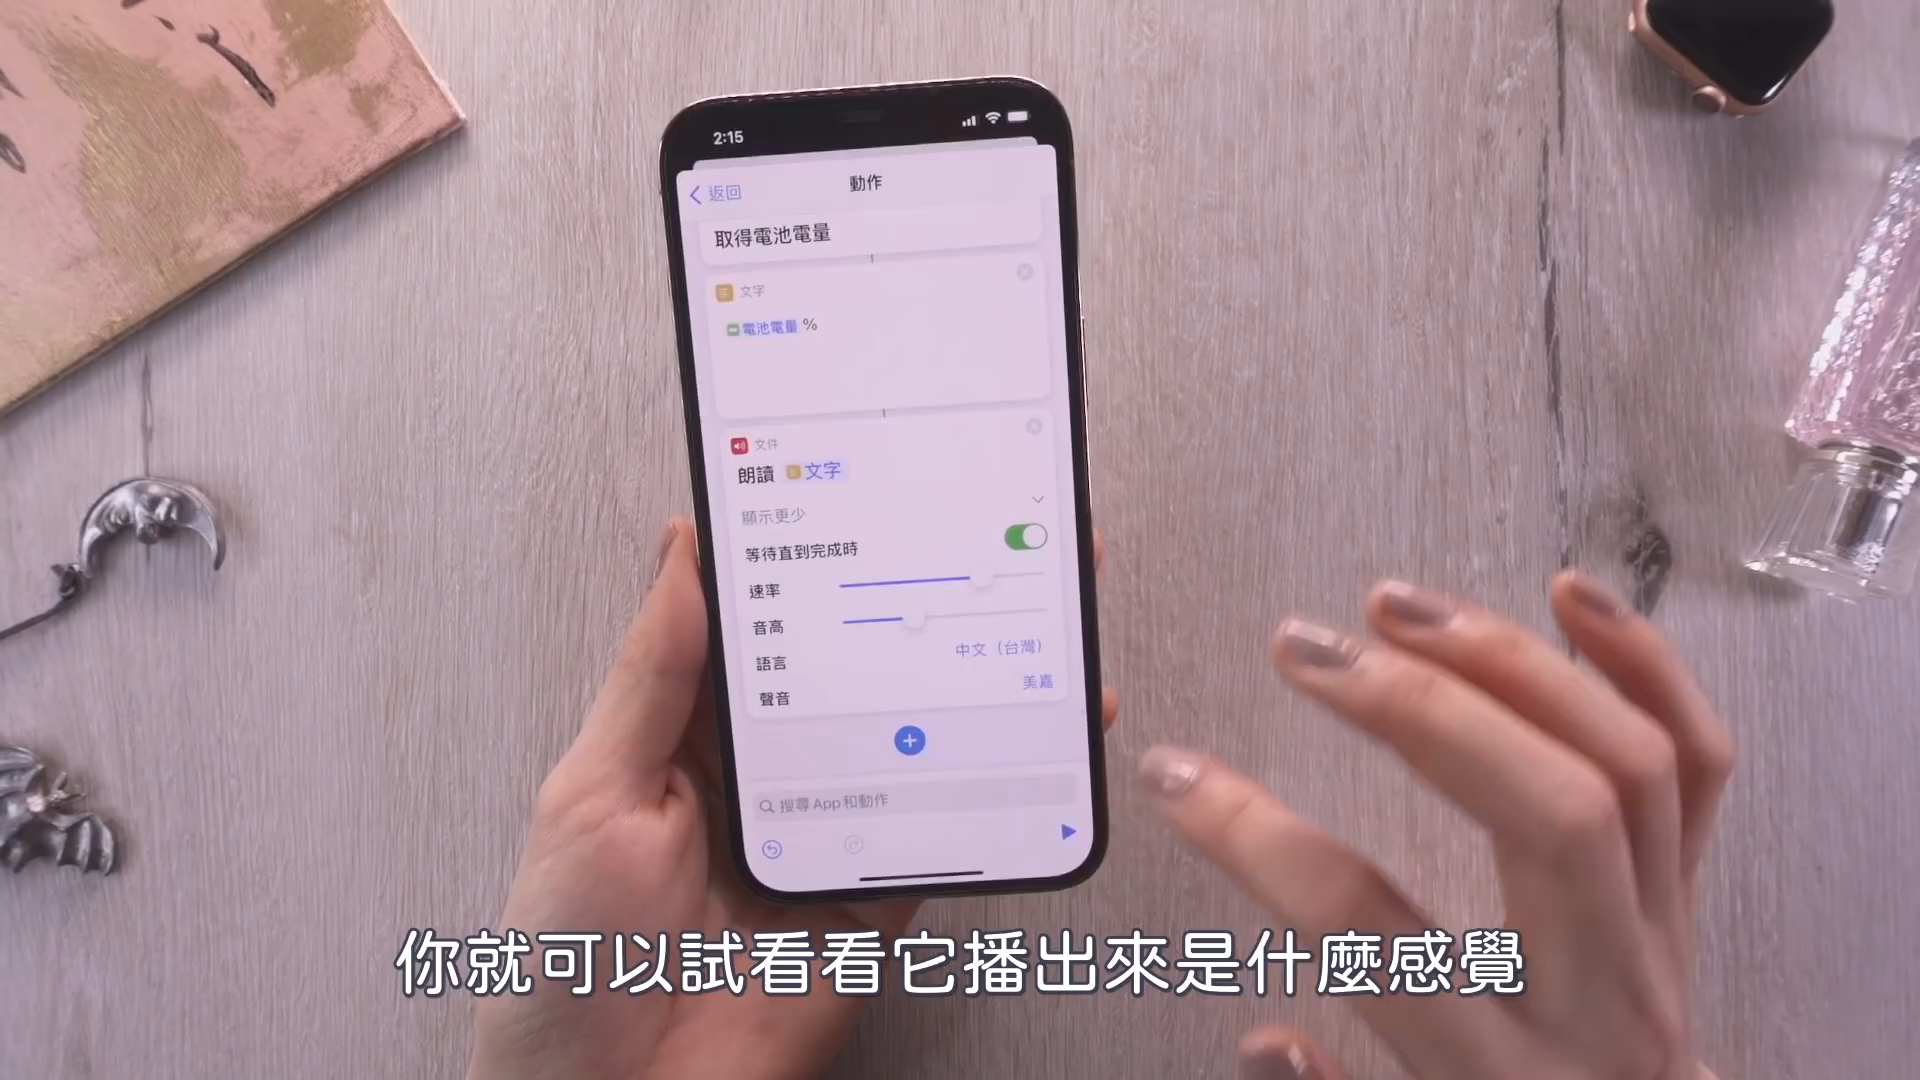 2:15
返回
動作
取得電池電量
文字
電池電量 %
文件
朗讀 文字
顯示更少
等待直到完成時
速率
音高
語言 中文（台灣）
聲音 美嘉
搜尋 App 和動作
你就可以試看看它播出來是什麼感覺